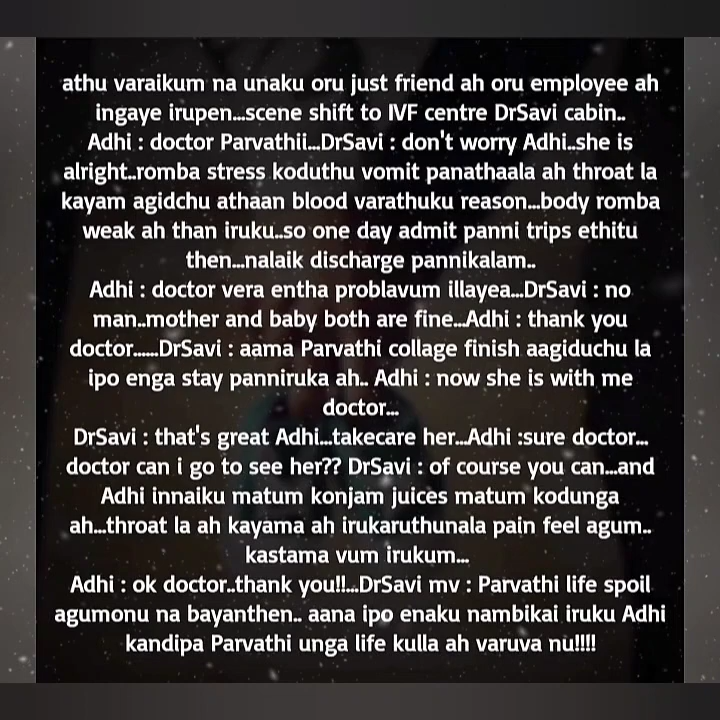 athu varaikum na unaku oru just friend ah oru employee ah
ingaye irupen...scene shift to IVF centre DrSavi cabin..
Adhi : doctor Parvathii...DrSavi : don't worry Adhi..she is
alright..romba stress koduthu vomit panathaala ah throat la
kayam agidchu athaan blood varathuku reason...body romba
weak ah than iruku..so one day admit panni trips ethitu
then...nalaik discharge pannikalam..
Adhi : doctor vera entha problavum illayea...DrSavi : no
man..mother and baby both are fine...Adhi : thank you
doctor......DrSavi : aama Parvathi collage finish aagiduchu la
ipo enga stay panniruka ah.. Adhi : now she is with me
doctor...
DrSavi : that's great Adhi...takecare her...Adhi :sure doctor...
doctor can i go to see her?? DrSavi : of course you can...and
Adhi innaiku matum konjam juices matum kodunga
ah...throat la ah kayama ah irukaruthunala pain feel agum..
kastama vum irukum...
Adhi : ok doctor..thank you!!...DrSavi mv : Parvathi life spoil
agumonu na bayanthen.. aana ipo enaku nambikai iruku Adhi
kandipa Parvathi unga life kulla ah varuva nu!!!!